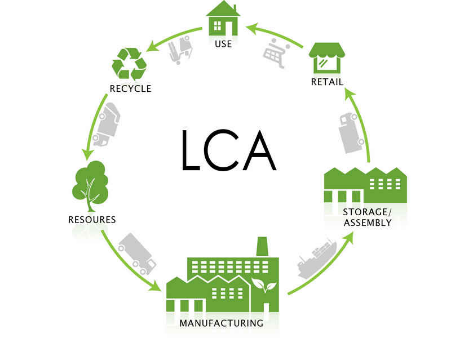 USE
RECYCLE
RETAIL
LCA
RESOURES
STORAGE/
ASSEMBLY
MANUFACTURING